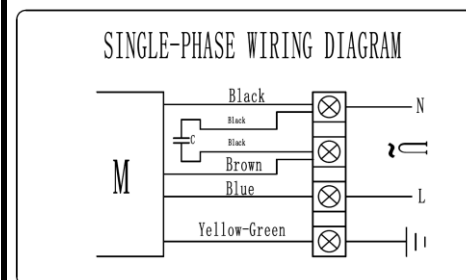 SINGLE-PHASE WIRING DIAGRAM
Black
N
Black
C
Black
Brown
M
Blue
L
Yellow-Green